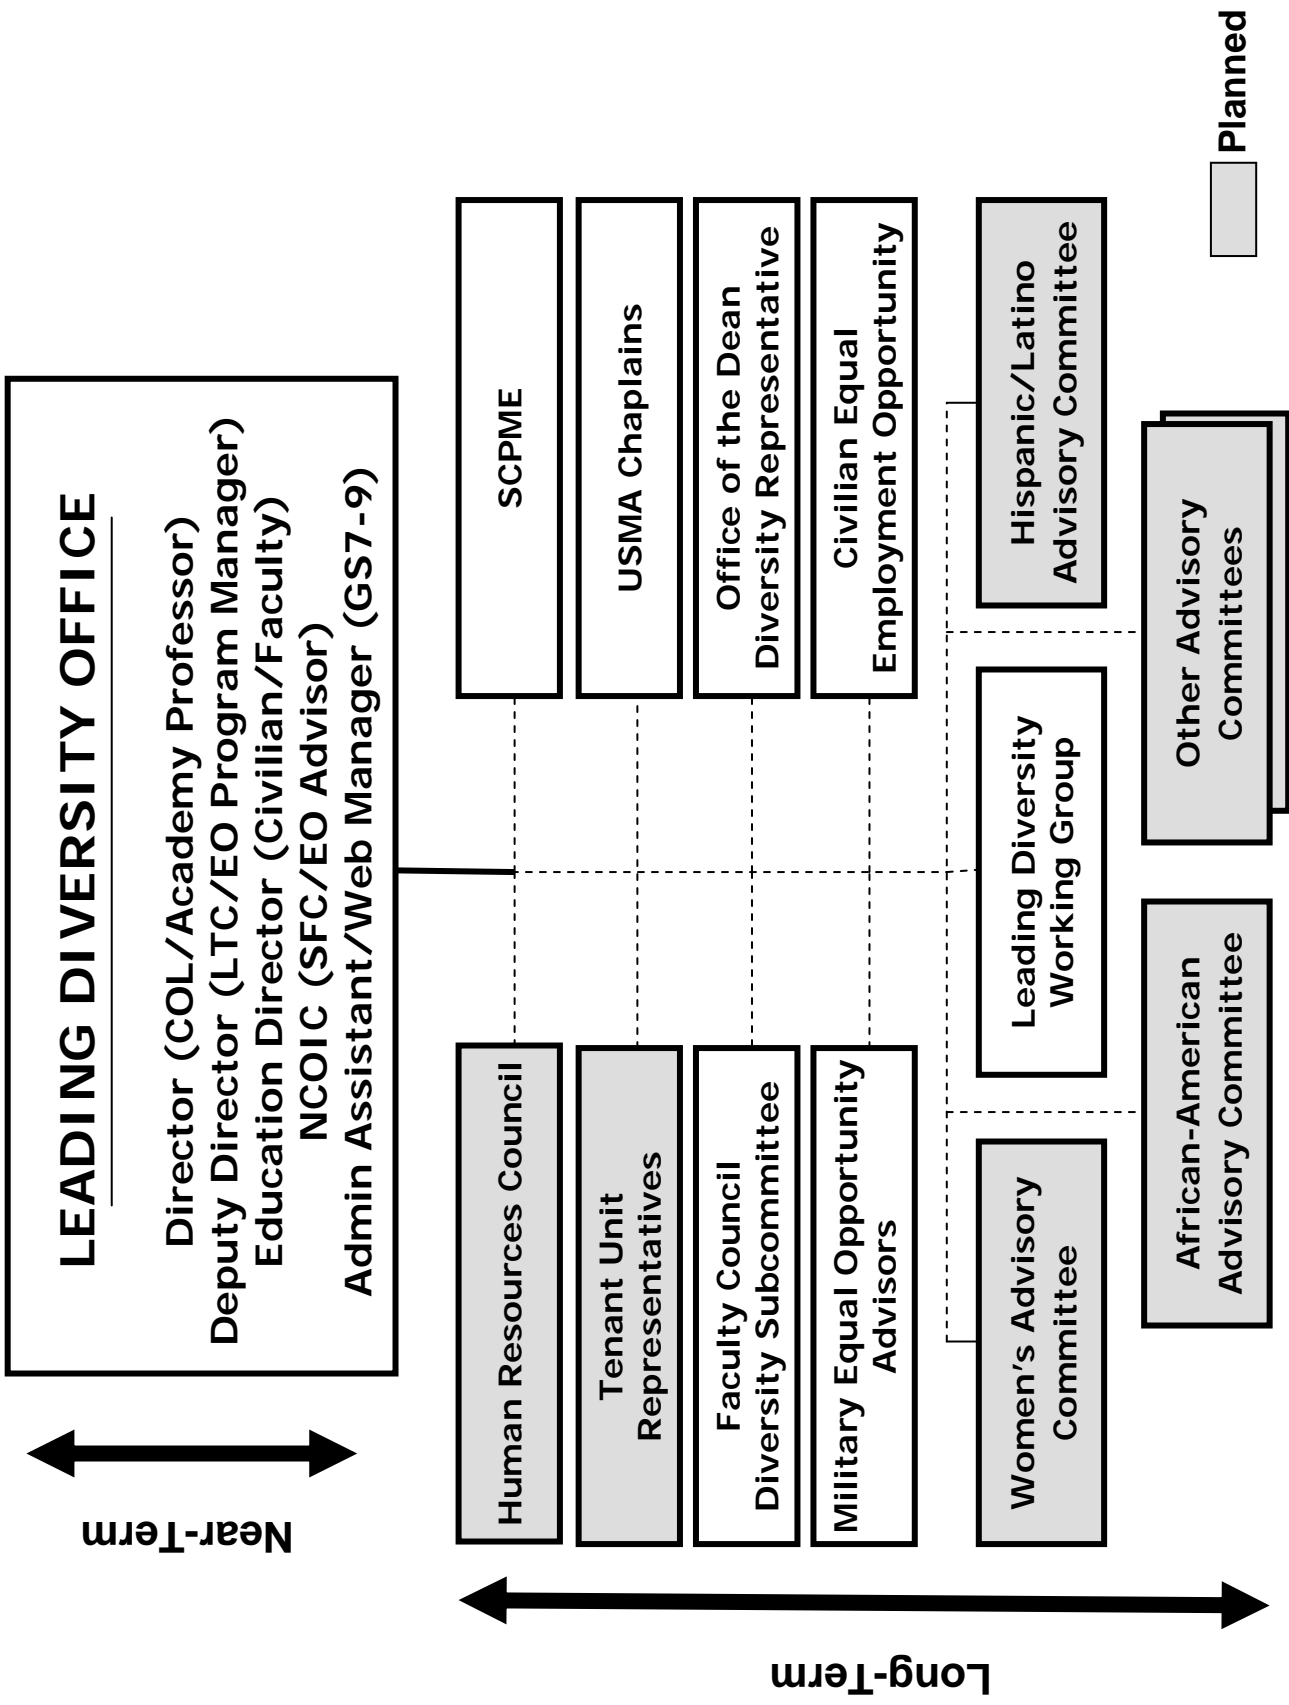 LEADING DIVERSITY OFFICE
Director (COL/Academy Professor)
Deputy Director (LTC/EO Program Manager)
Education Director (Civilian/Faculty)
NCOIC (SFC/EO Advisor)
Admin Assistant/Web Manager (GS7-9)
Near-Term
Long-Term
Human Resources Council
SCPME
Tenant Unit
Representatives
USMA Chaplains
Faculty Council
Diversity Subcommittee
Office of the Dean
Diversity Representative
Military Equal Opportunity
Advisors
Civilian Equal
Employment Opportunity
Women's Advisory
Committee
Leading Diversity
Working Group
Hispanic/Latino
Advisory Committee
African-American
Advisory Committee
Other Advisory
Committees
Planned